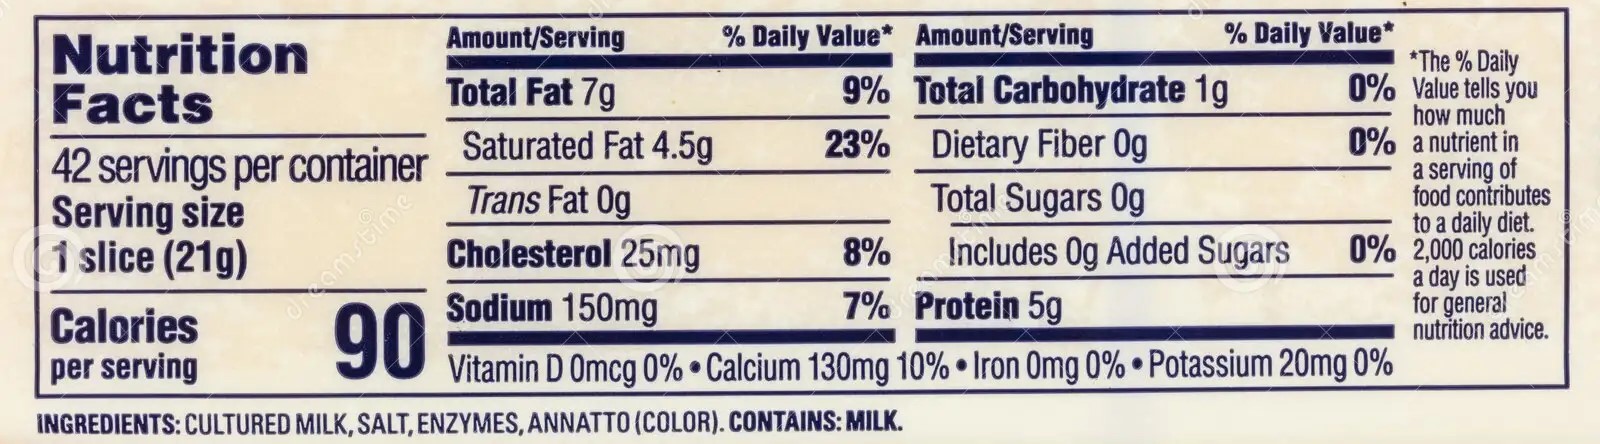 Nutrition
Facts
42 servings per container
Serving size
1 slice (21g)
Calories
per serving
90
Amount/Serving % Daily Value*
Total Fat 7g 9%
Saturated Fat 4.5g 23%
Trans Fat 0g
Cholesterol 25mg 8%
Sodium 150mg 7%
Amount/Serving % Daily Value*
Total Carbohydrate 1g 0%
Dietary Fiber 0g 0%
Total Sugars 0g
Includes 0g Added Sugars 0%
Protein 5g
Vitamin D 0mcg 0% • Calcium 130mg 10% • Iron 0mg 0% • Potassium 20mg 0%
*The % Daily
Value tells you
how much
a nutrient in
a serving of
food contributes
to a daily diet.
2,000 calories
a day is used
for general
nutrition advice.
INGREDIENTS: CULTURED MILK, SALT, ENZYMES, ANNATTO (COLOR). CONTAINS: MILK.
dreamstime
dreamstime
dreamstime